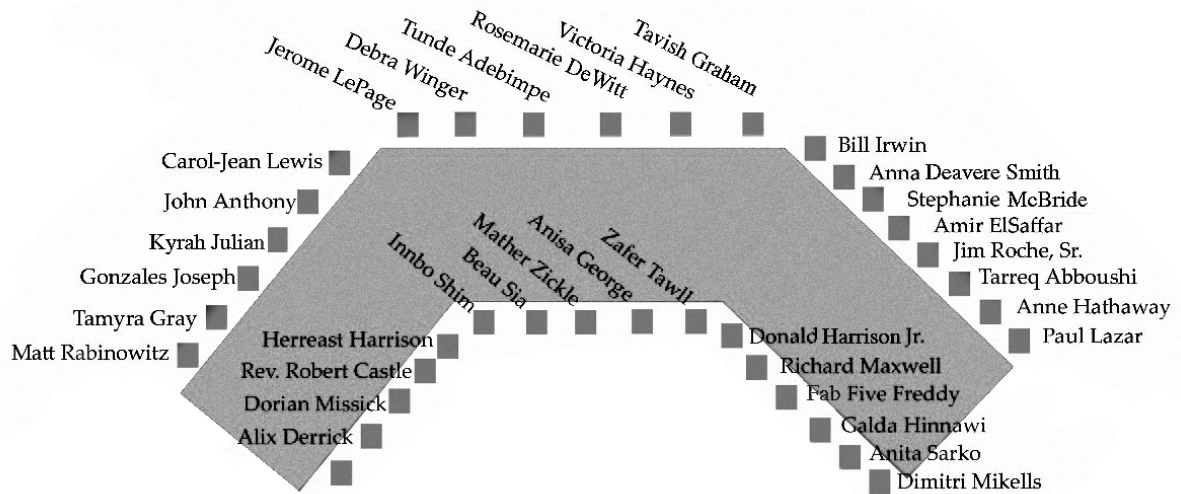 Jerome LePage
Debra Winger
Tunde Adebimpe
Rosemarie DeWitt
Victoria Haynes
Tavish Graham
Carol-Jean Lewis
John Anthony
Kyrah Julian
Gonzales Joseph
Tamyra Gray
Matt Rabinowitz
Bill Irwin
Anna Deavere Smith
Stephanie McBride
Amir ElSaffar
Jim Roche, Sr.
Tarreq Abboushi
Anne Hathaway
Paul Lazar
Innbo Shim
Beau Sia
Mather Zickle
Anisa George
Zafer Tawll
Herreast Harrison
Rev. Robert Castle
Dorian Missick
Alix Derrick
Donald Harrison Jr.
Richard Maxwell
Fab Five Freddy
Galda Hinnawi
Anita Sarko
Dimitri Mikells